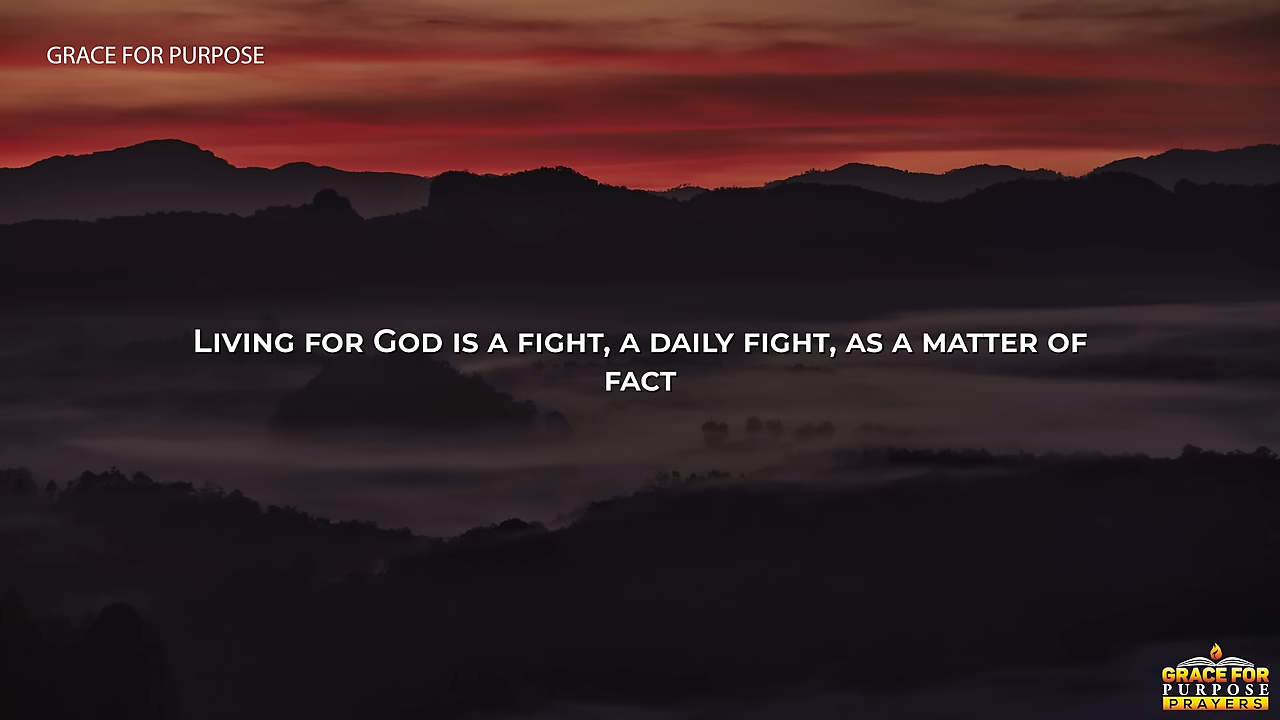 GRACE FOR PURPOSE
Living for God is a fight, a daily fight, as a matter of
fact
GRACE FOR
PURPOSE
PRAYERS